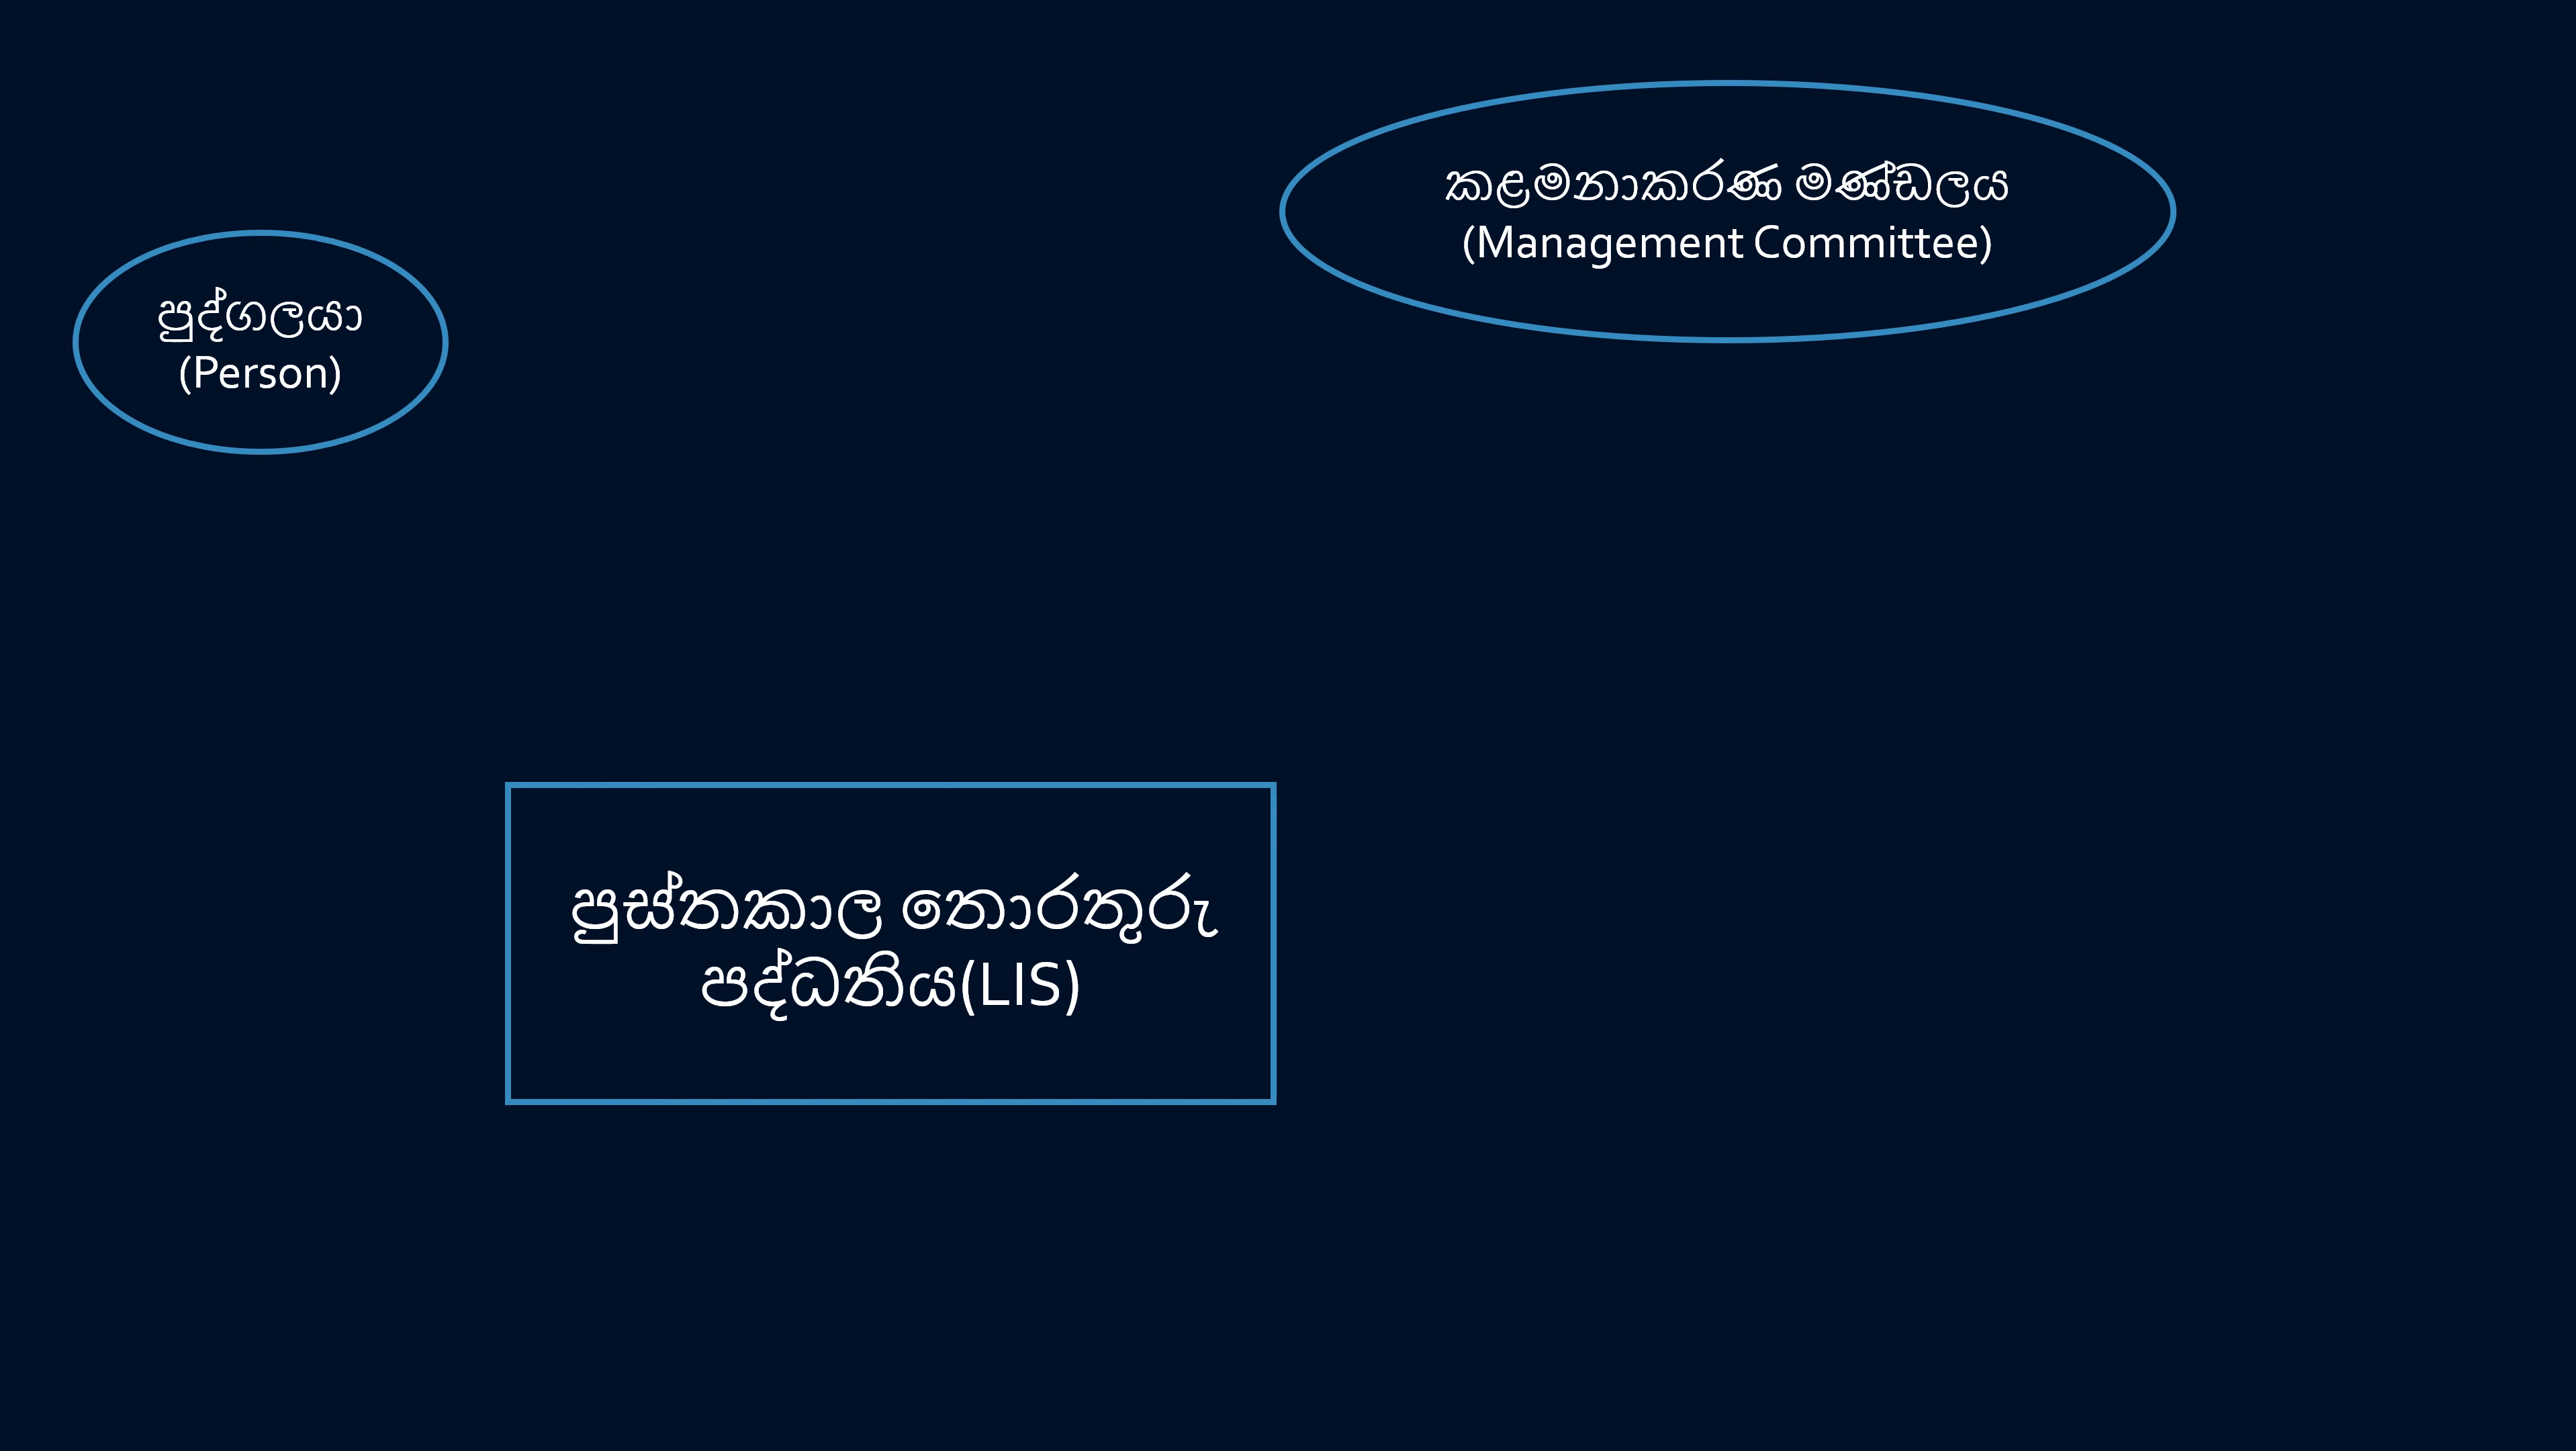 කළමනාකරණ මණ්ඩලය
(Management Committee)
පුද්ගලයා
(Person)
පුස්තකාල තොරතුරු
පද්ධතිය(LIS)